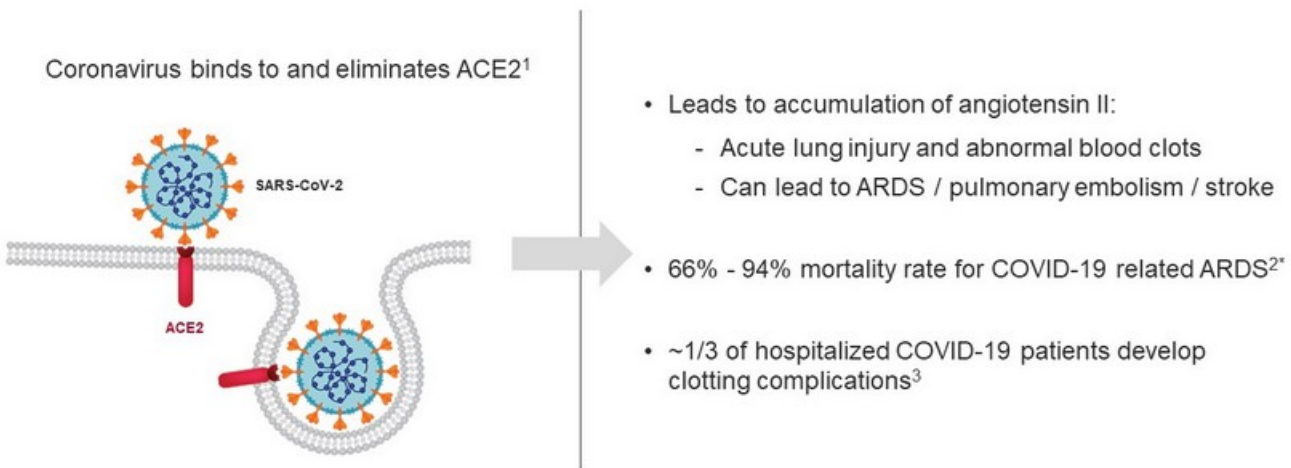 Coronavirus binds to and eliminates ACE2¹
SARS-CoV-2
ACE2
• Leads to accumulation of angiotensin II:
- Acute lung injury and abnormal blood clots
- Can lead to ARDS / pulmonary embolism / stroke
• 66% - 94% mortality rate for COVID-19 related ARDS²*
• ~1/3 of hospitalized COVID-19 patients develop
clotting complications³